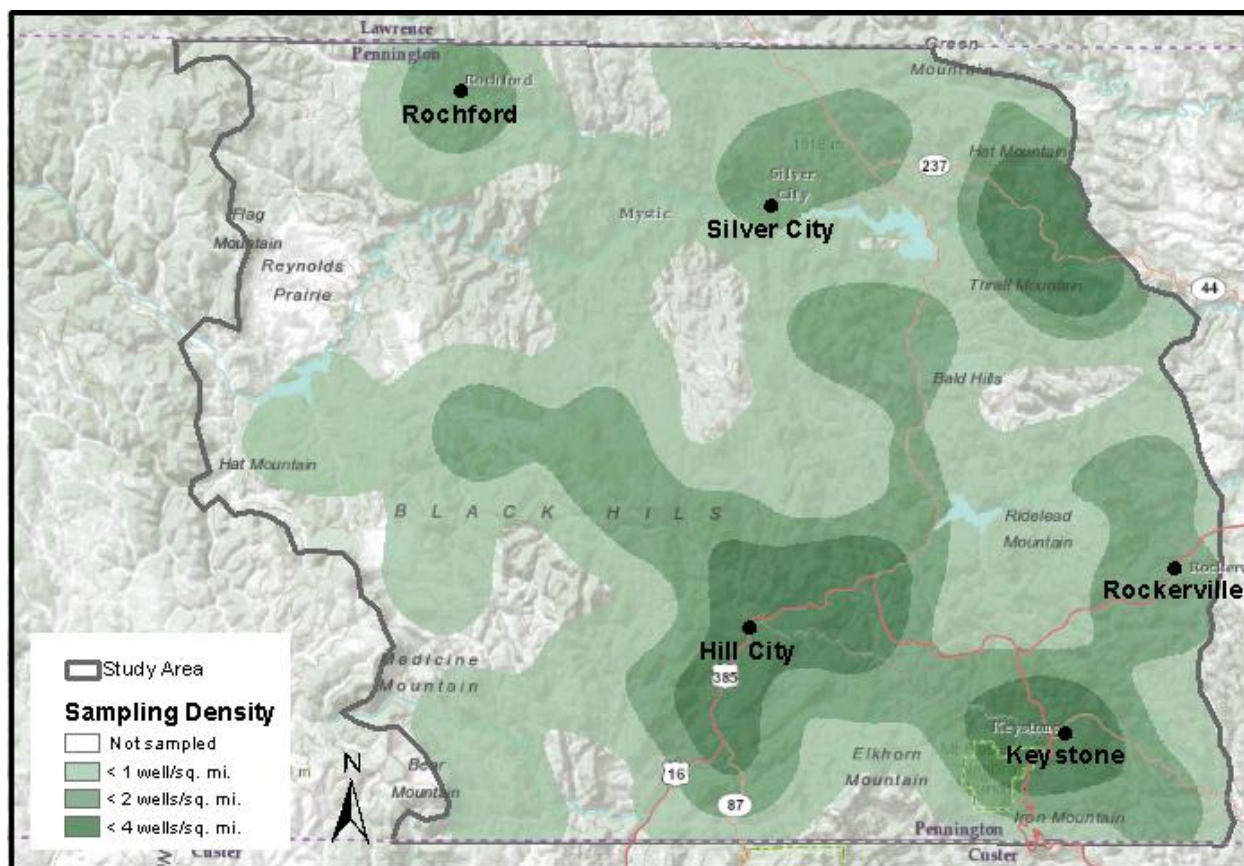 Lawrence
Pennington
Green
Mountain
Rochford
Rochford
1618 m
Hat Mountain
237
Silver
City
Mystic
Silver City
Flag
Mountain
Reynolds
Prairie
Thrall Mountain
44
Bald Hills
Hat Mountain
BLACK HILLS
Ridelead
Mountain
Rockerville
Hill City
385
Medicine
Mountain
Study Area
Sampling Density
Not sampled
< 1 well/sq. mi.
< 2 wells/sq. mi.
< 4 wells/sq. mi.
N
Bear
Mountain
Keystone
Keystone
Elkhorn
Mountain
16
87
Iron Mountain
Pennington
Custer
Custer